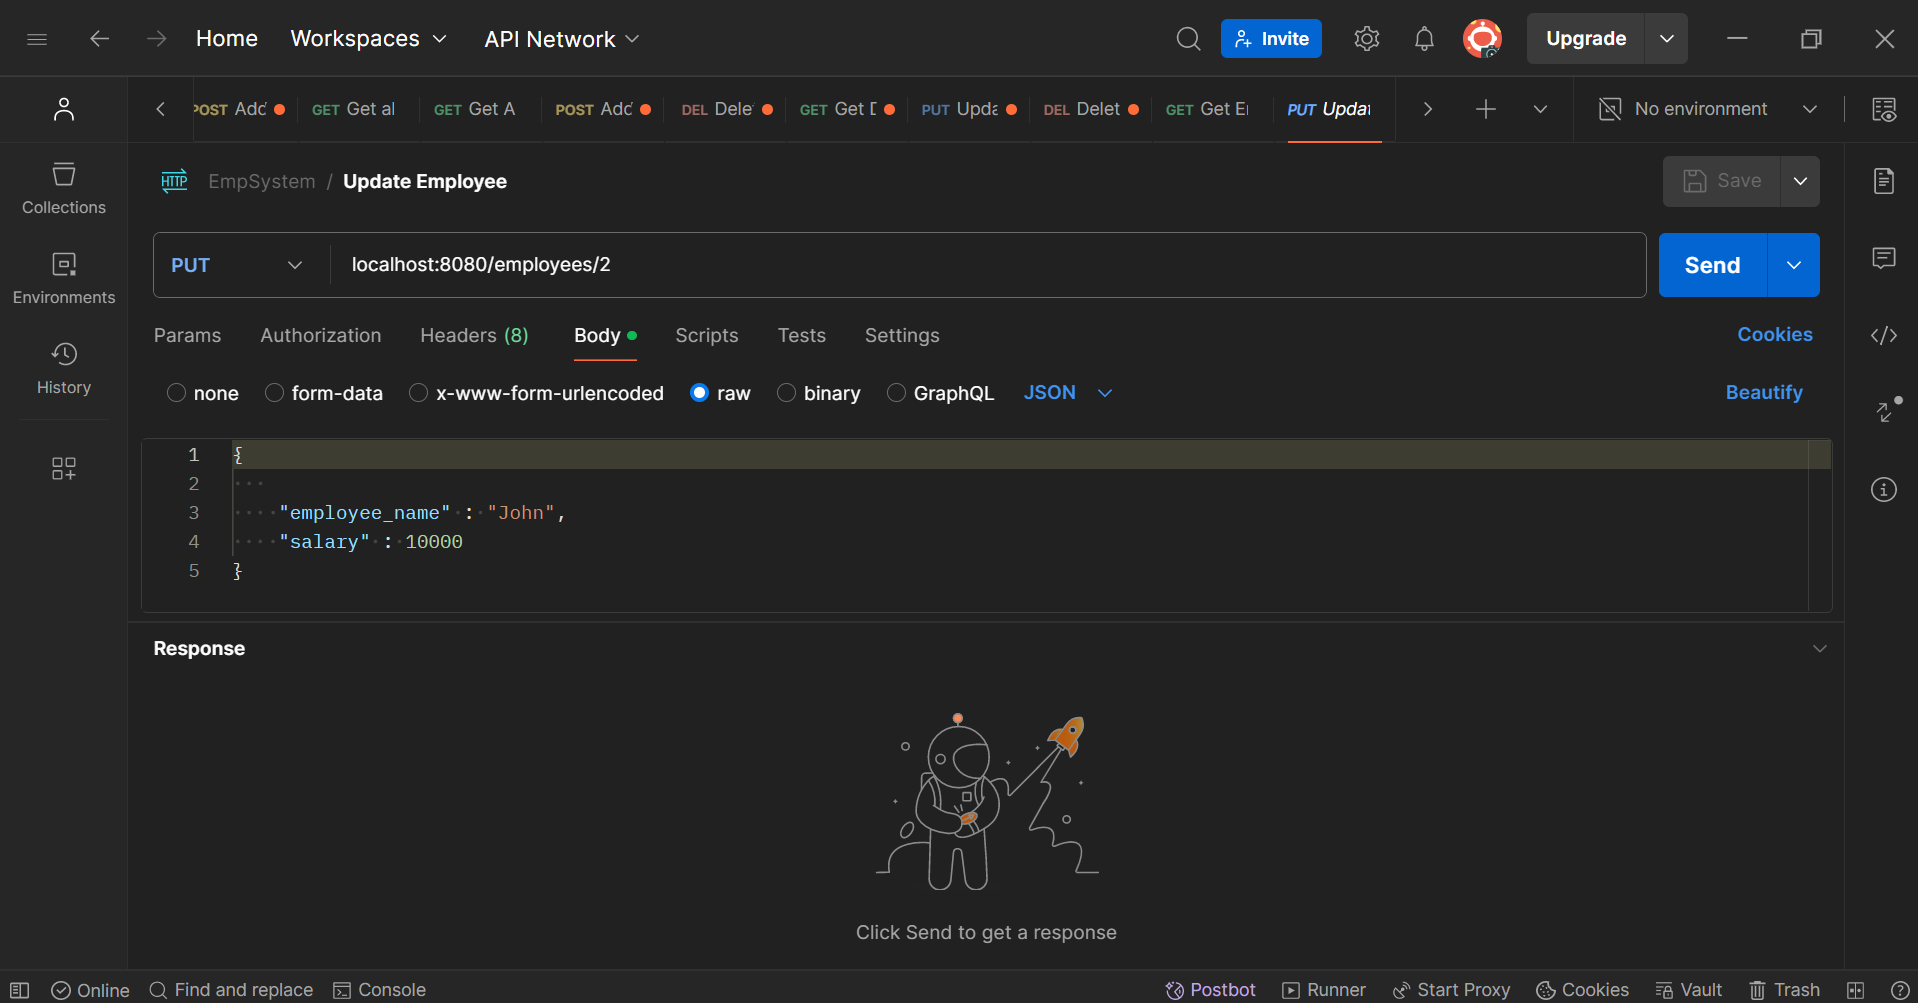 Home Workspaces API Network Invite Upgrade
POST Add GET Get al GET Get A POST Add DEL Dele GET Get D PUT Upda DEL Delet GET Get E PUT Updat No environment
HTTP EmpSystem / Update Employee Save
Collections
Environments
History
PUT localhost:8080/employees/2 Send
Params Authorization Headers (8) Body Scripts Tests Settings Cookies
none form-data x-www-form-urlencoded raw binary GraphQL JSON Beautify
1 {
2
3 "employee_name" : "John",
4 "salary" : 10000
5 }
Response
Click Send to get a response
Online Find and replace Console Postbot Runner Start Proxy Cookies Vault Trash